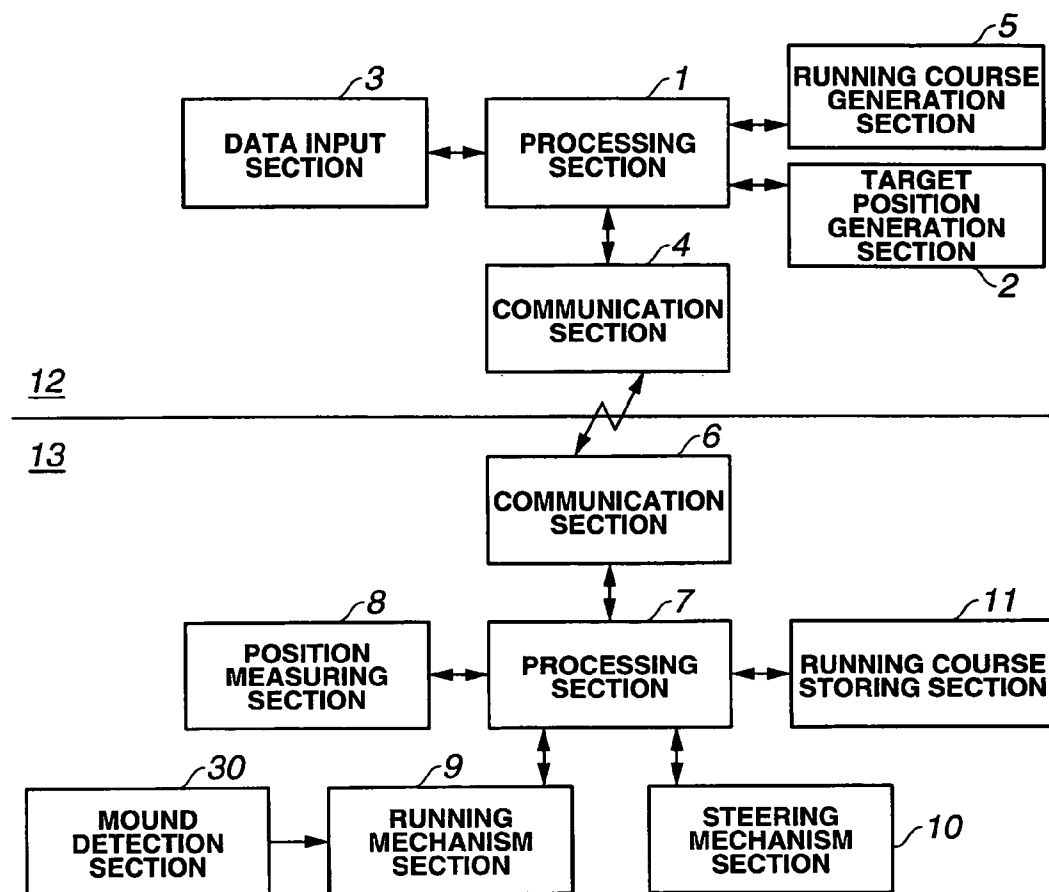 5
3
1
RUNNING COURSE
GENERATION
SECTION
DATA INPUT
SECTION
PROCESSING
SECTION
TARGET
POSITION
GENERATION
SECTION
4
2
COMMUNICATION
SECTION
12
13
6
COMMUNICATION
SECTION
8
7
11
POSITION
MEASURING
SECTION
PROCESSING
SECTION
RUNNING COURSE
STORING SECTION
30
9
MOUND
DETECTION
SECTION
RUNNING
MECHANISM
SECTION
STEERING
MECHANISM
SECTION
10